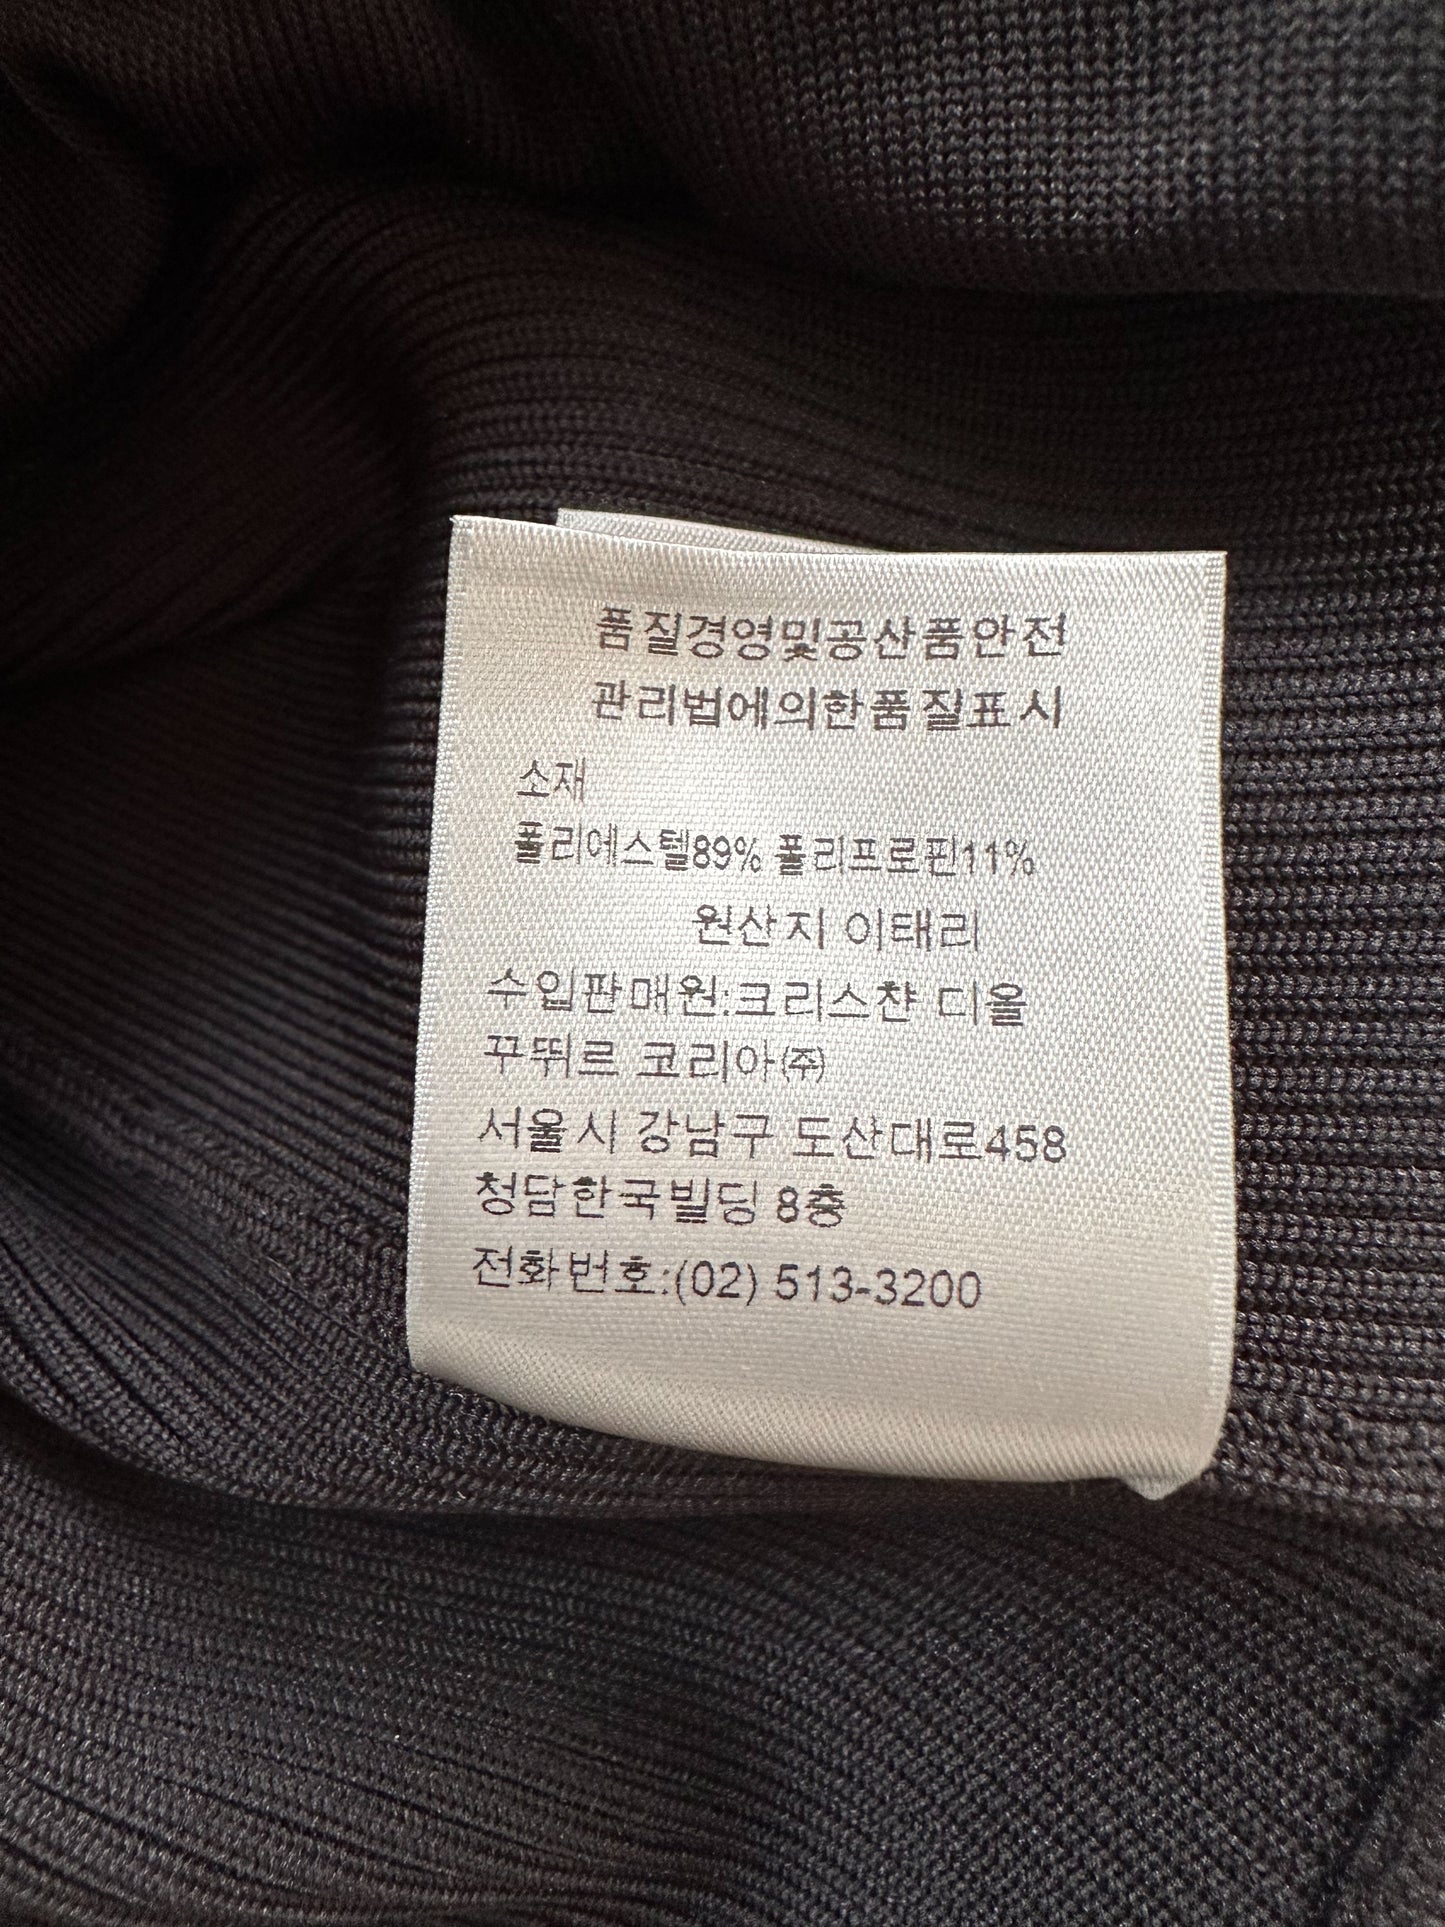 품질경영및공산품안전
관리법에의한품질표시
소재
폴리에스텔89% 폴리프로핀11%
원산지 이태리
수입판매원:크리스챤 디올
꾸뛰르 코리아㈜
서울시 강남구 도산대로458
청담한국빌딩 8층
전화번호:(02) 513-3200